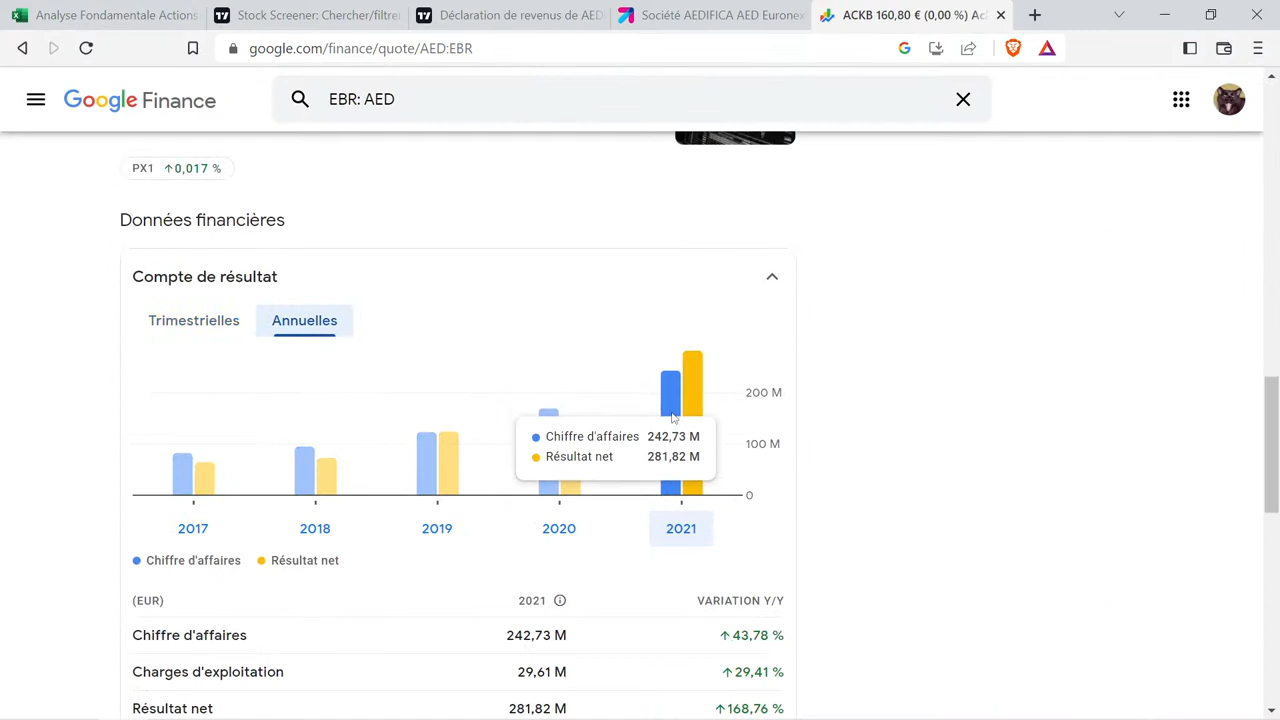 Analyse Fondamentale Actions
Stock Screener: Chercher/filtrer
Déclaration de revenus de AED
Société AEDIFICA AED Euronex
ACKB 160,80 € (0,00 %) Ac
google.com/finance/quote/AED:EBR
Google Finance
EBR: AED
PX1 ↑0,017 %
Données financières
Compte de résultat
Trimestrielles Annuelles
200 M
100 M
0
Chiffre d'affaires 242,73 M
Résultat net 281,82 M
2017 2018 2019 2020 2021
Chiffre d'affaires Résultat net
(EUR) 2021 VARIATION Y/Y
Chiffre d'affaires 242,73 M ↑43,78 %
Charges d'exploitation 29,61 M ↑29,41 %
Résultat net 281,82 M ↑168,76 %